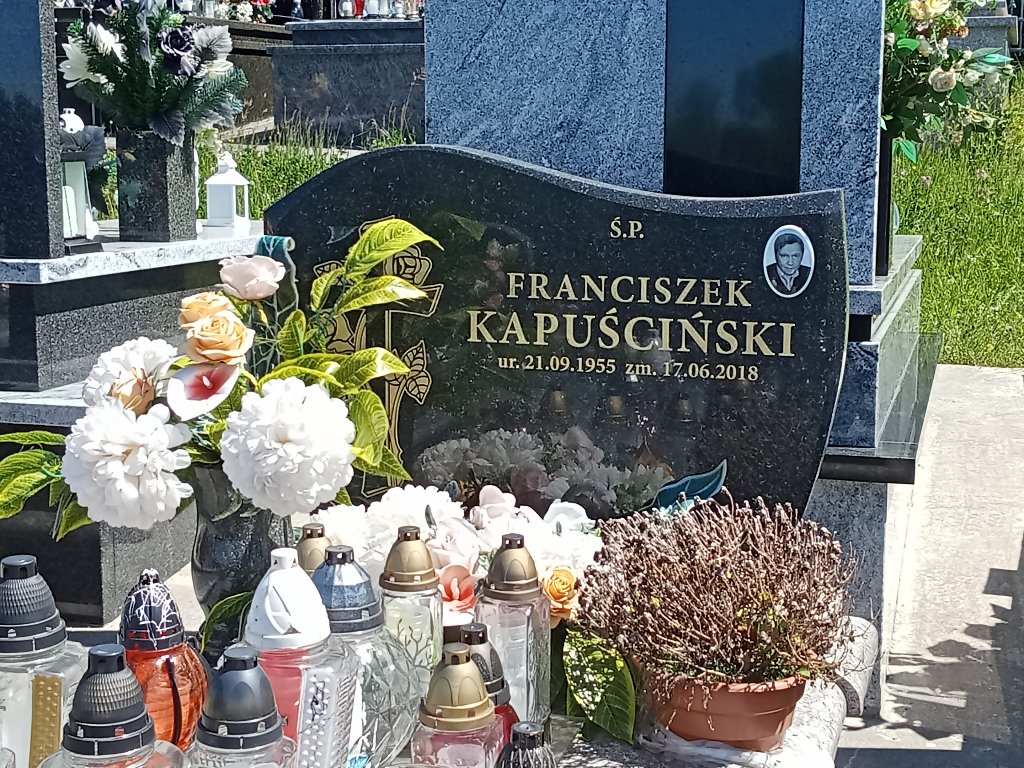 Ś.P.
FRANCISZEK
KAPUŚCIŃSKI
ur. 21.09.1955 zm. 17.06.2018